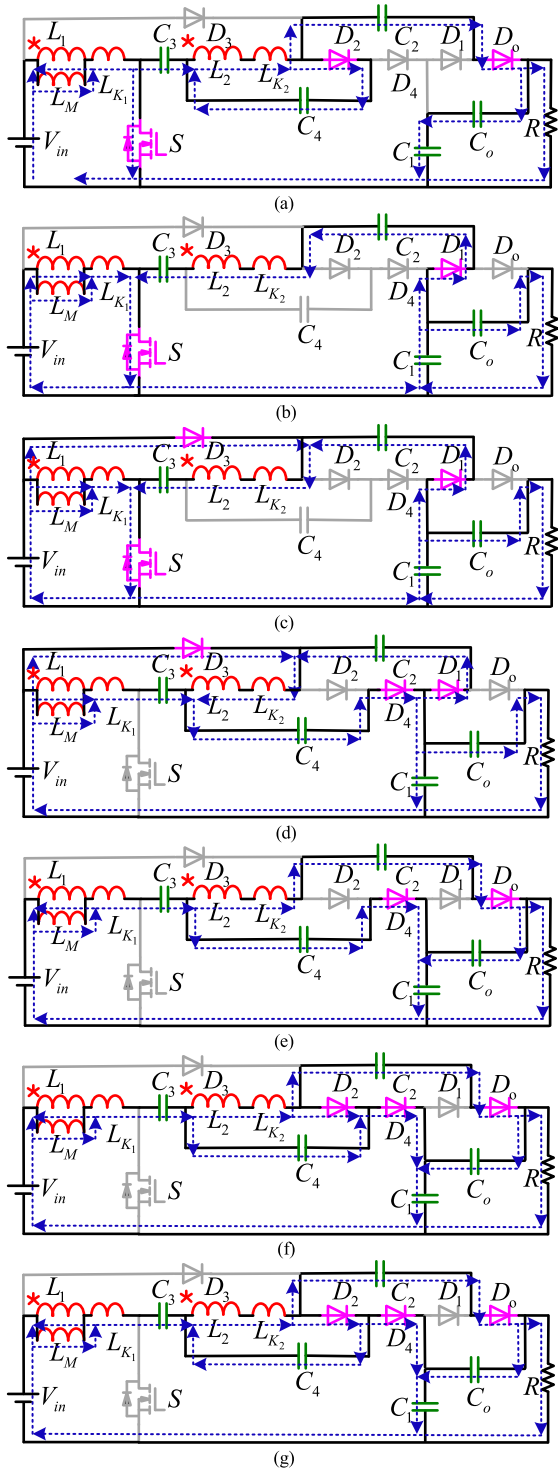 L1 C3 D3 D2 C2 D1 Do
LM LK1 L2 LK2 D4
Vin S C4 C1 Co R
(a)
L1 C3 D3 D2 C2 D1 Do
LM LK1 L2 LK2 D4
Vin S C4 C1 Co R
(b)
L1 C3 D3 D2 C2 D1 Do
LM LK1 L2 LK2 D4
Vin S C4 C1 Co R
(c)
L1 C3 D3 D2 C2 D1 Do
LM LK1 L2 LK2 D4
Vin S C4 C1 Co R
(d)
L1 C3 D3 D2 C2 D1 Do
LM LK1 L2 LK2 D4
Vin S C4 C1 Co R
(e)
L1 C3 D3 D2 C2 D1 Do
LM LK1 L2 LK2 D4
Vin S C4 C1 Co R
(f)
L1 C3 D3 D2 C2 D1 Do
LM LK1 L2 LK2 D4
Vin S C4 C1 Co R
(g)